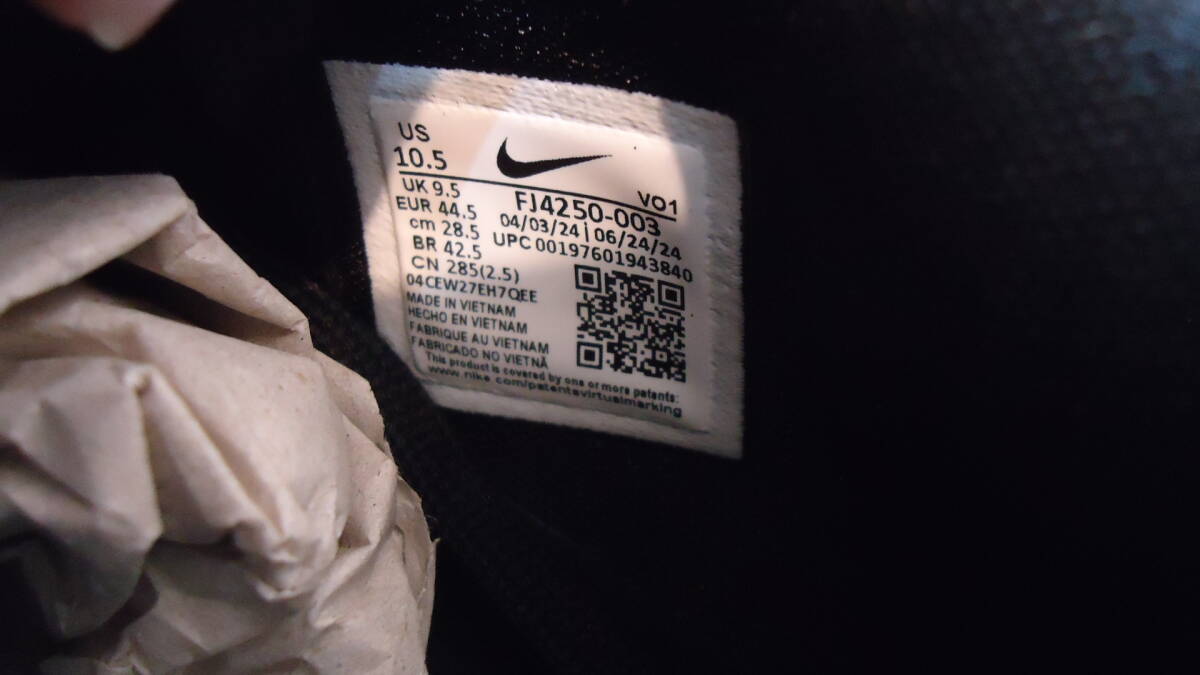 US
10.5
VO1
UK 9.5
FJ4250-003
EUR 44.5
04/03/24 | 06/24/24
cm 28.5
UPC 00197601943840
BR 42.5
CN 285(2.5)
04CEW27EH7QEE
MADE IN VIETNAM
HECHO EN VIETNAM
FABRIQUE AU VIETNAM
FABRICADO NO VIETNÃ
This product is covered by one or more patents:
www.nike.com/patentsvirtualmarking